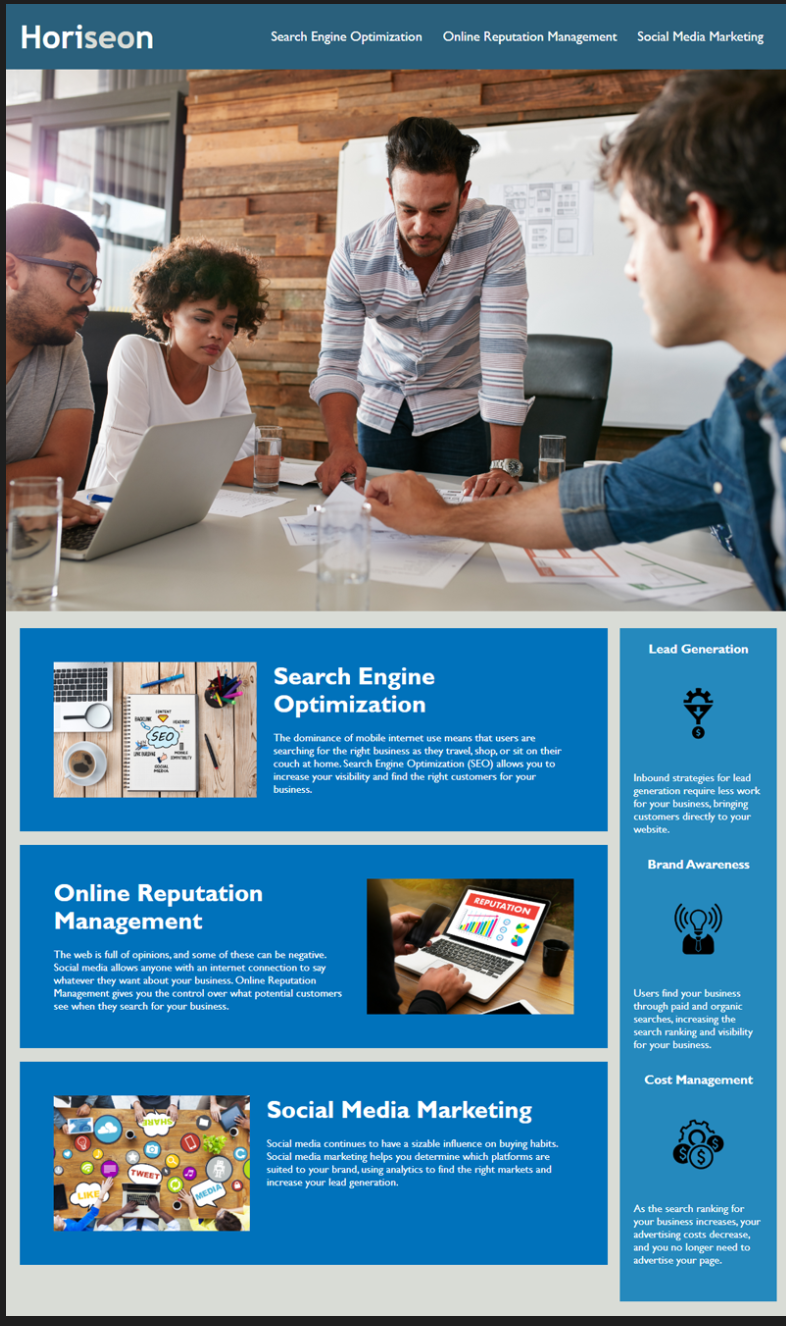 Horiseon
Search Engine Optimization
Online Reputation Management
Social Media Marketing
SEO
CONTENT
Search Engine
Optimization
The dominance of mobile internet use means that users are
searching for the right business as they travel, shop, or sit on their
couch at home. Search Engine Optimization (SEO) allows you to
increase your visibility and find the right customers for your
business.
Online Reputation
Management
The web is full of opinions, and some of these can be negative.
Social media allows anyone with an internet connection to say
whatever they want about your business. Online Reputation
Management gives you the control over what potential customers
see when they search for your business.
REPUTATION
SHARE
TWEET
LIKE
MEDIA
Social Media Marketing
Social media continues to have a sizable influence on buying habits.
Social media marketing helps you determine which platforms are
suited to your brand, using analytics to find the right markets and
increase your lead generation.
Lead Generation
Inbound strategies for lead
generation require less work
for your business, bringing
customers directly to your
website.
Brand Awareness
Users find your business
through paid and organic
searches, increasing the
search ranking and visibility
for your business.
Cost Management
As the search ranking for
your business increases, your
advertising costs decrease,
and you no longer need to
advertise your page.